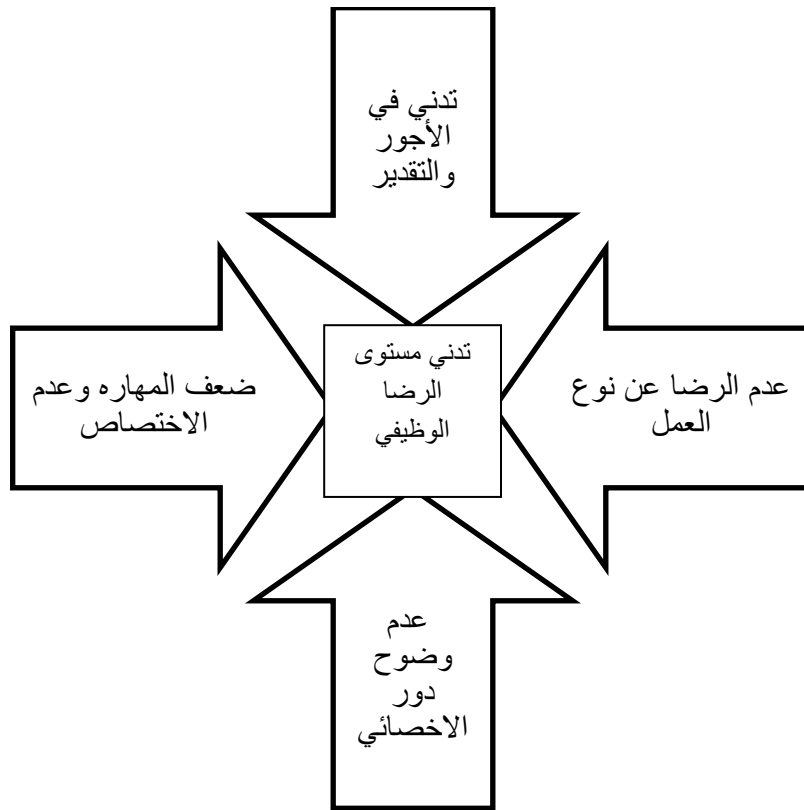 تدني في
الأجور
والتقدير
عدم الرضا عن نوع
العمل
تدني مستوى
الرضا
الوظيفي
ضعف المهاره وعدم
الاختصاص
عدم
وضوح
دور
الاخصائي